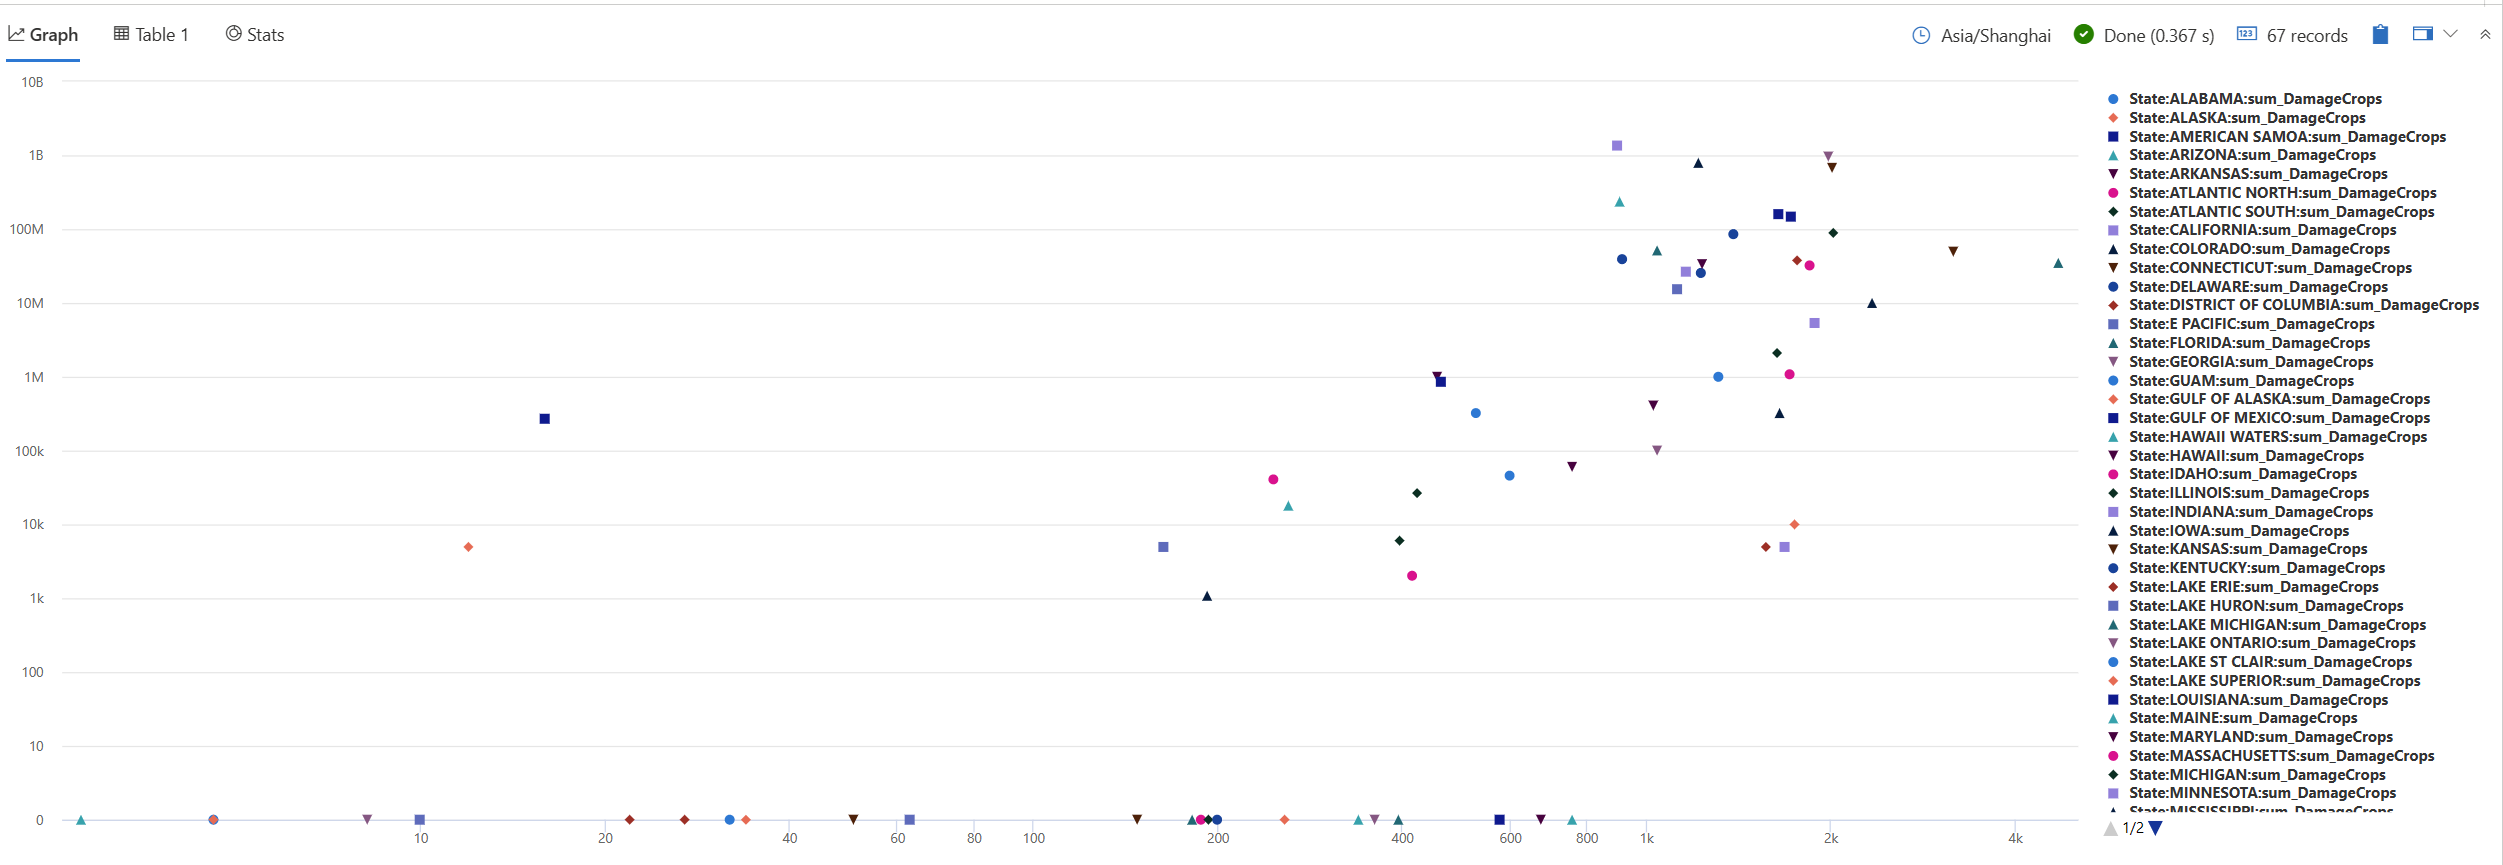 Graph
Table 1
Stats
Asia/Shanghai
Done (0.367 s)
123
67 records
10B
1B
100M
10M
1M
100k
10k
1k
100
10
0
10
20
40
60
80
100
200
400
600
800
1k
2k
4k
State:ALABAMA:sum_DamageCrops
State:ALASKA:sum_DamageCrops
State:AMERICAN SAMOA:sum_DamageCrops
State:ARIZONA:sum_DamageCrops
State:ARKANSAS:sum_DamageCrops
State:ATLANTIC NORTH:sum_DamageCrops
State:ATLANTIC SOUTH:sum_DamageCrops
State:CALIFORNIA:sum_DamageCrops
State:COLORADO:sum_DamageCrops
State:CONNECTICUT:sum_DamageCrops
State:DELAWARE:sum_DamageCrops
State:DISTRICT OF COLUMBIA:sum_DamageCrops
State:E PACIFIC:sum_DamageCrops
State:FLORIDA:sum_DamageCrops
State:GEORGIA:sum_DamageCrops
State:GUAM:sum_DamageCrops
State:GULF OF ALASKA:sum_DamageCrops
State:GULF OF MEXICO:sum_DamageCrops
State:HAWAII WATERS:sum_DamageCrops
State:HAWAII:sum_DamageCrops
State:IDAHO:sum_DamageCrops
State:ILLINOIS:sum_DamageCrops
State:INDIANA:sum_DamageCrops
State:IOWA:sum_DamageCrops
State:KANSAS:sum_DamageCrops
State:KENTUCKY:sum_DamageCrops
State:LAKE ERIE:sum_DamageCrops
State:LAKE HURON:sum_DamageCrops
State:LAKE MICHIGAN:sum_DamageCrops
State:LAKE ONTARIO:sum_DamageCrops
State:LAKE ST CLAIR:sum_DamageCrops
State:LAKE SUPERIOR:sum_DamageCrops
State:LOUISIANA:sum_DamageCrops
State:MAINE:sum_DamageCrops
State:MARYLAND:sum_DamageCrops
State:MASSACHUSETTS:sum_DamageCrops
State:MICHIGAN:sum_DamageCrops
State:MINNESOTA:sum_DamageCrops
State:MISSISSIPPI:sum_DamageCrops
1/2